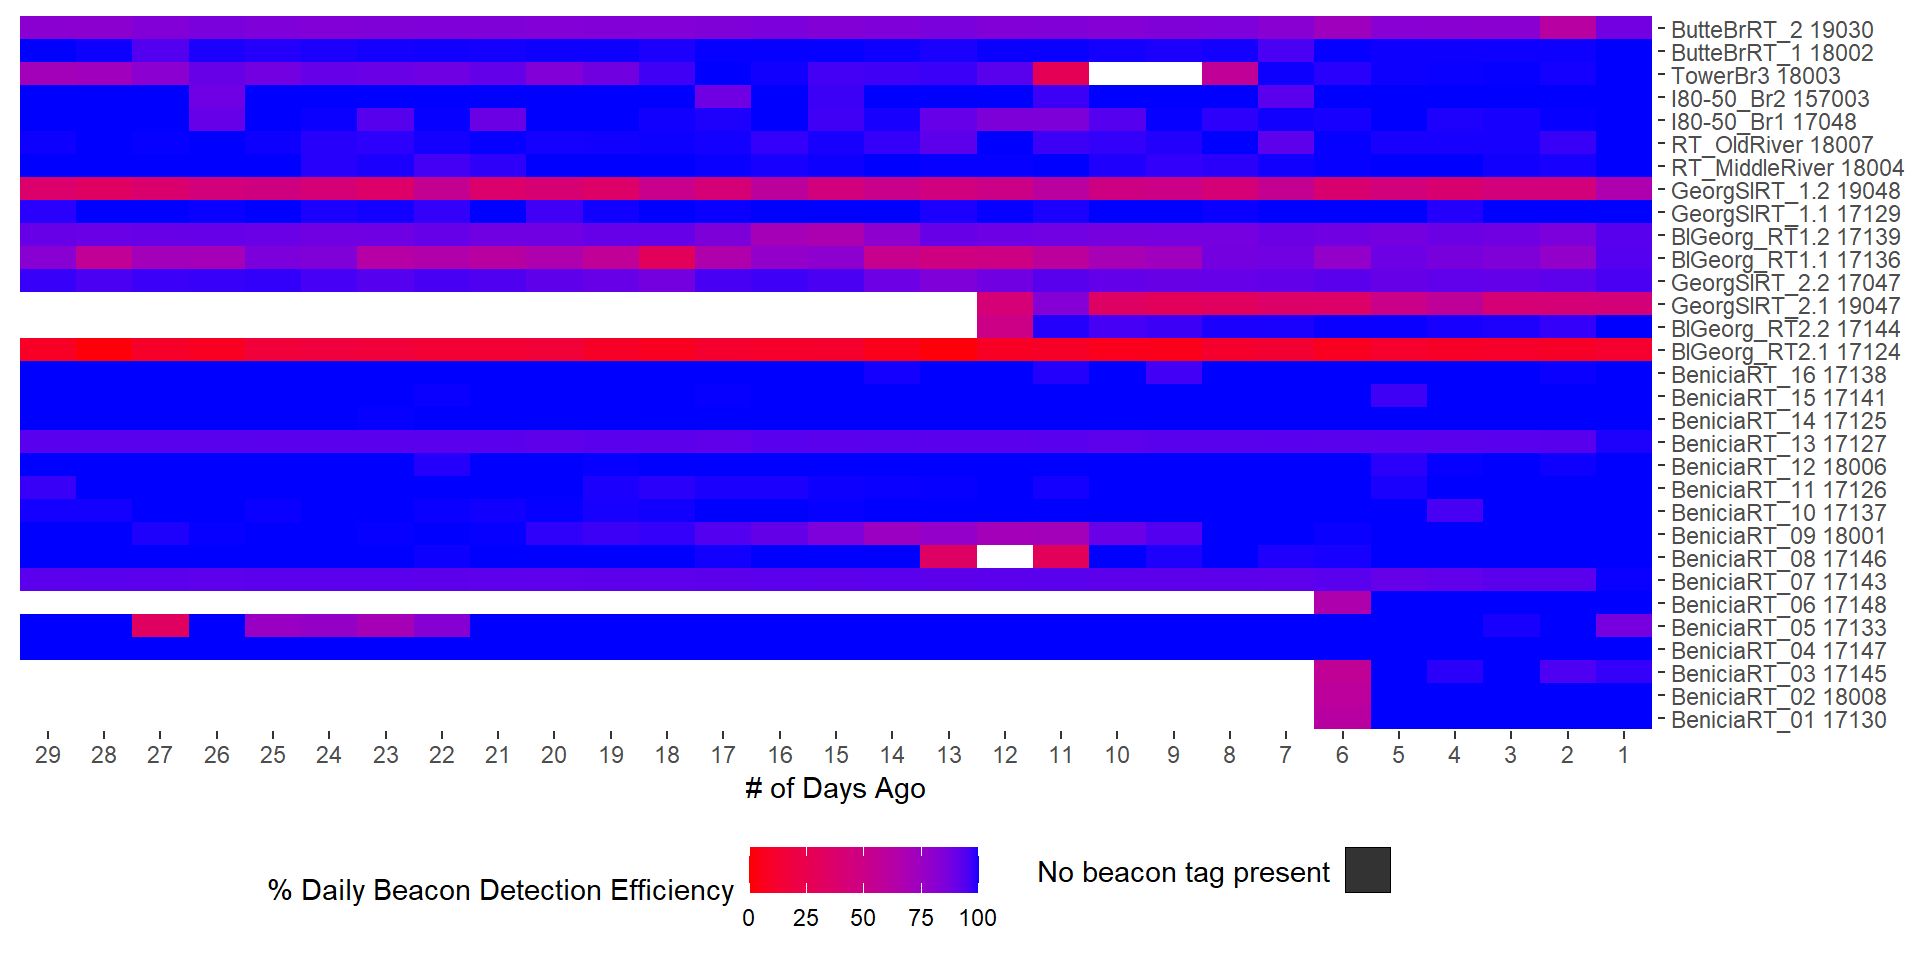 ButteBrRT_2 19030
ButteBrRT_1 18002
TowerBr3 18003
I80-50_Br2 157003
I80-50_Br1 17048
RT_OldRiver 18007
RT_MiddleRiver 18004
GeorgSlRT_1.2 19048
GeorgSlRT_1.1 17129
BlGeorg_RT1.2 17139
BlGeorg_RT1.1 17136
GeorgSlRT_2.2 17047
GeorgSlRT_2.1 19047
BlGeorg_RT2.2 17144
BlGeorg_RT2.1 17124
BeniciaRT_16 17138
BeniciaRT_15 17141
BeniciaRT_14 17125
BeniciaRT_13 17127
BeniciaRT_12 18006
BeniciaRT_11 17126
BeniciaRT_10 17137
BeniciaRT_09 18001
BeniciaRT_08 17146
BeniciaRT_07 17143
BeniciaRT_06 17148
BeniciaRT_05 17133
BeniciaRT_04 17147
BeniciaRT_03 17145
BeniciaRT_02 18008
BeniciaRT_01 17130
29 28 27 26 25 24 23 22 21 20 19 18 17 16 15 14 13 12 11 10 9 8 7 6 5 4 3 2 1
# of Days Ago
% Daily Beacon Detection Efficiency
0 25 50 75 100
No beacon tag present